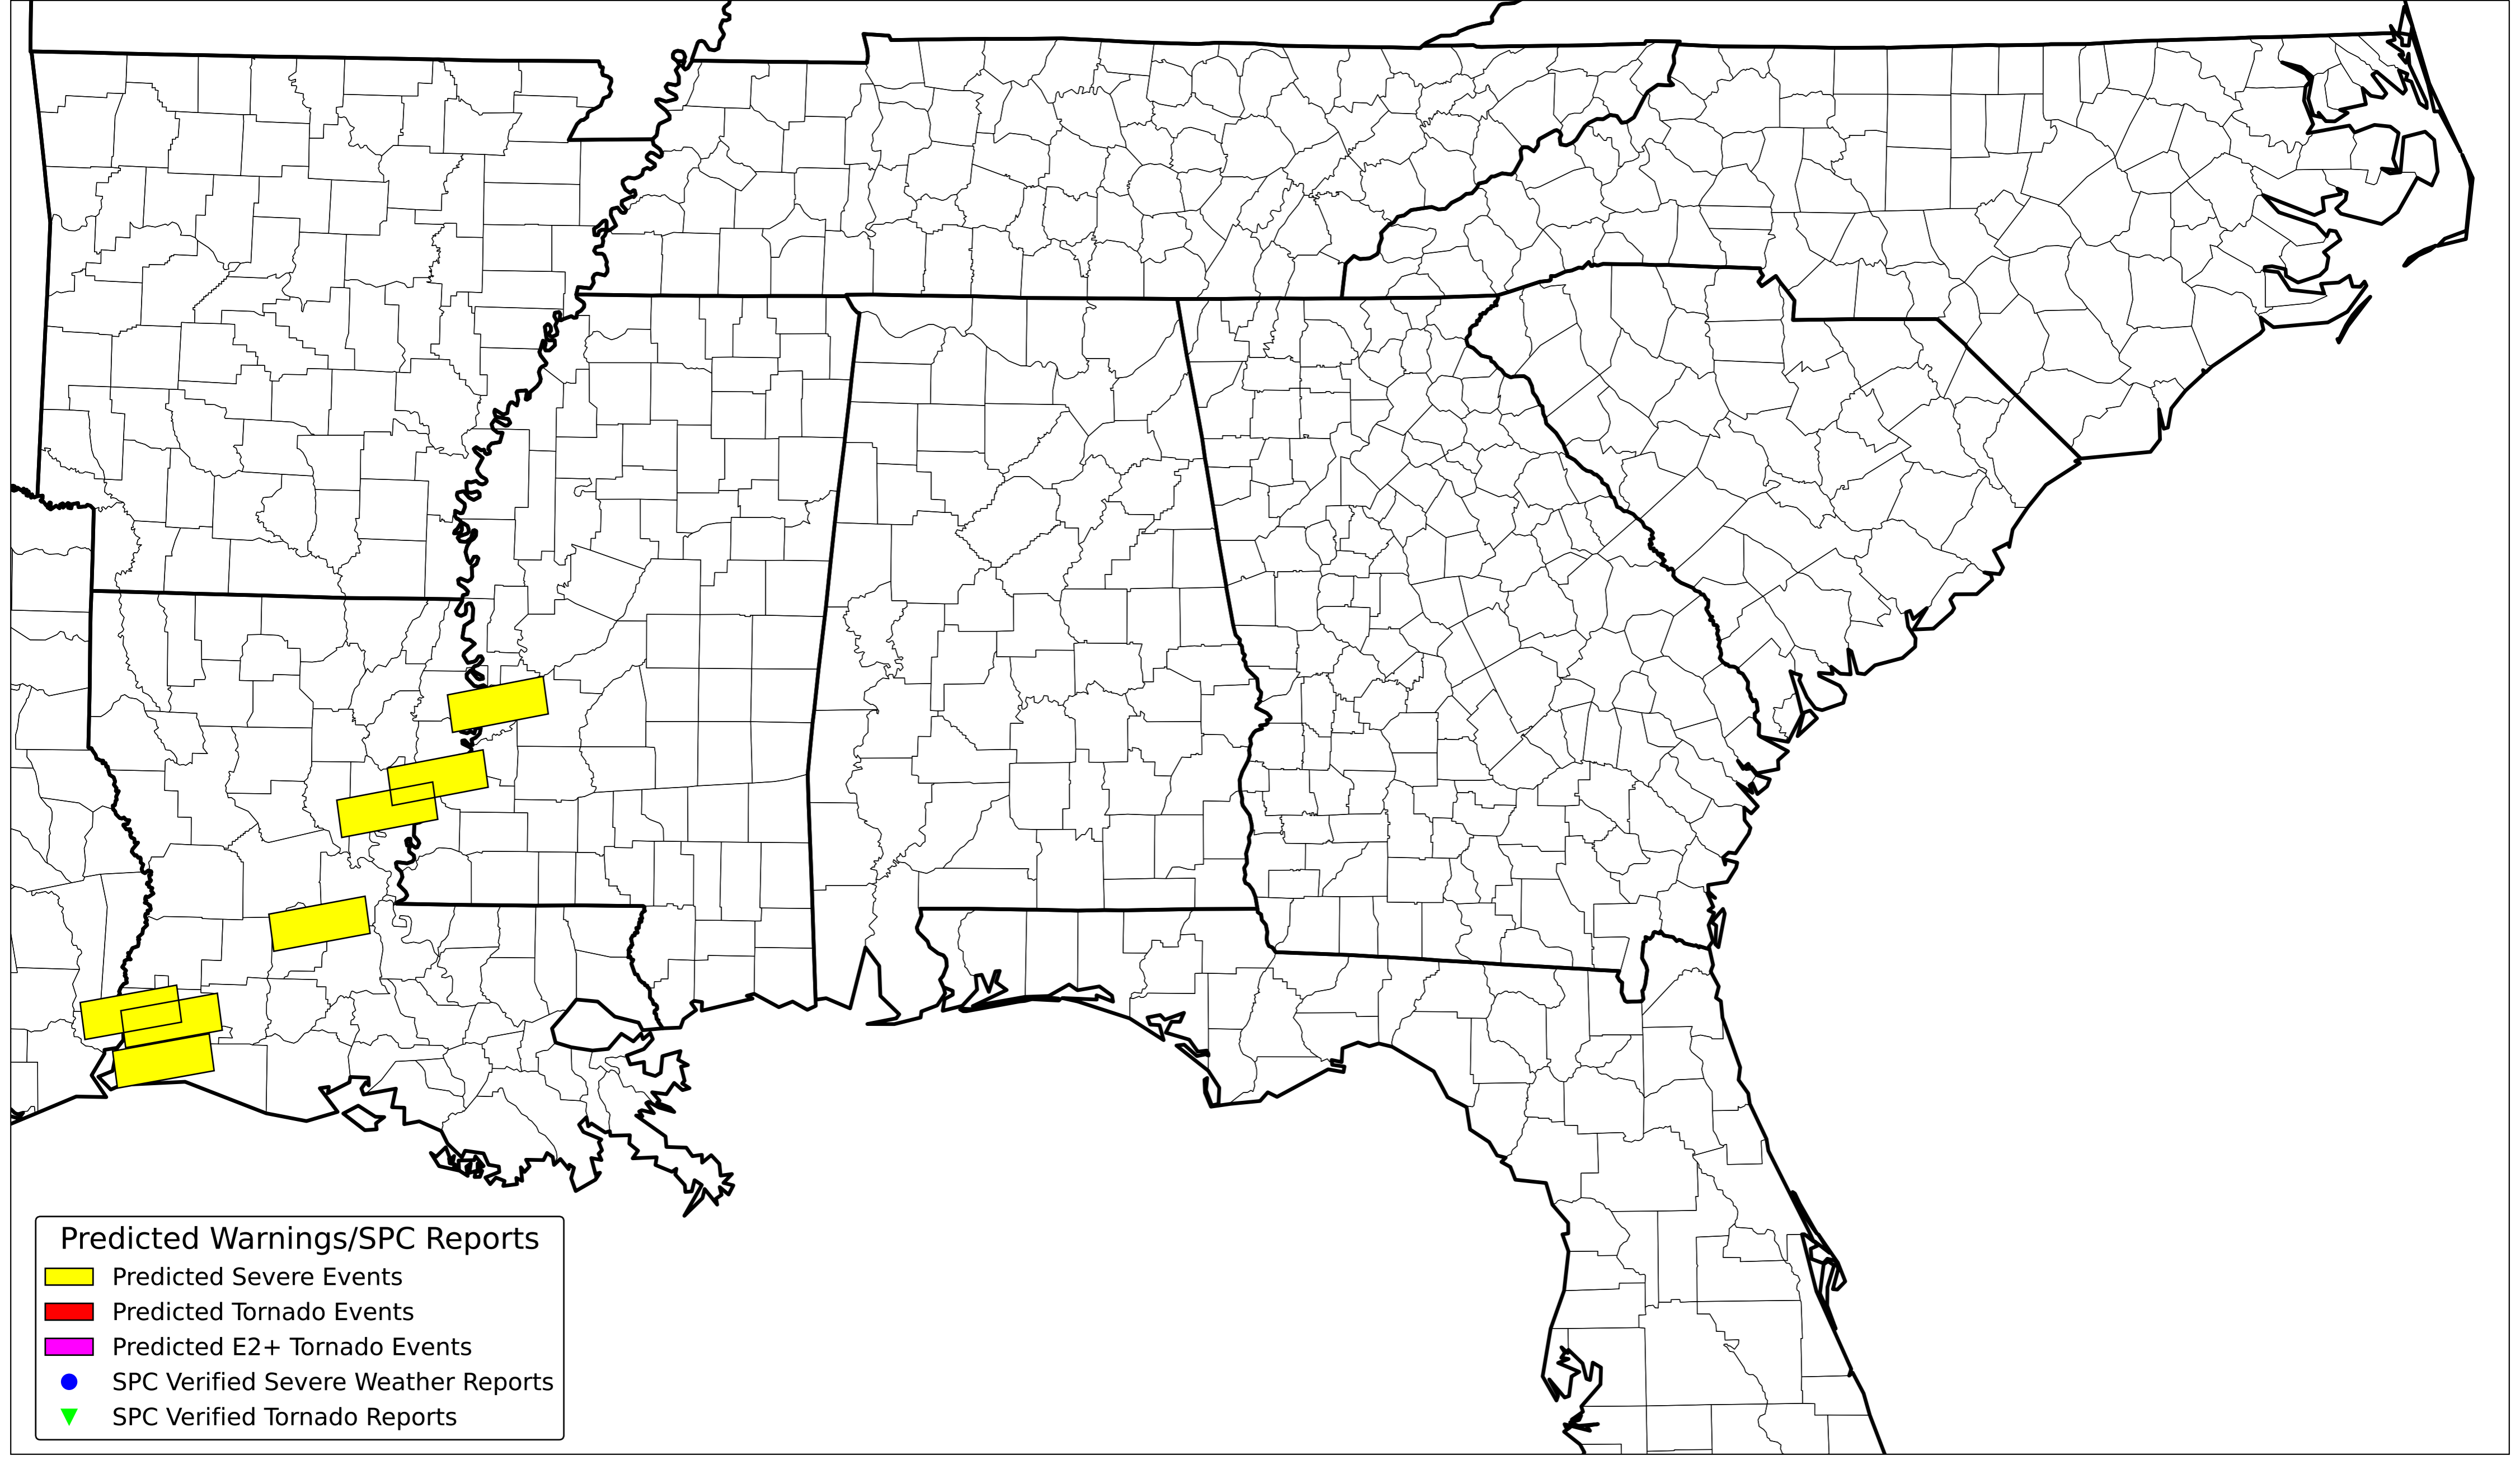 Predicted Warnings/SPC Reports
Predicted Severe Events
Predicted Tornado Events
Predicted E2+ Tornado Events
SPC Verified Severe Weather Reports
SPC Verified Tornado Reports